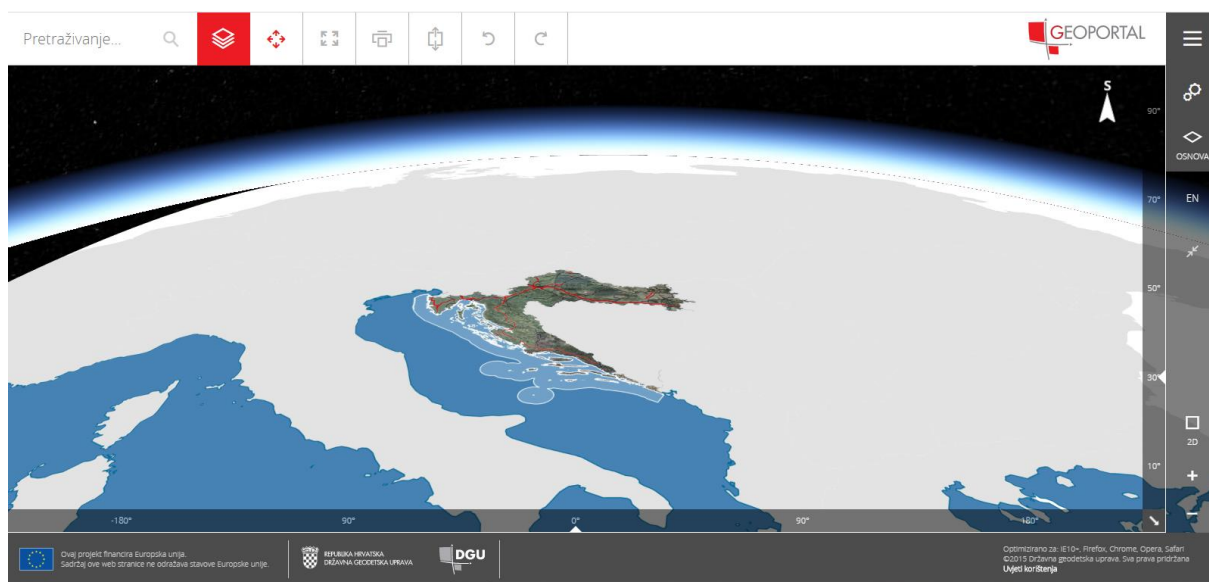 Pretraživanje...
GEOPORTAL
S
90°
OSNOVA
70°
EN
50°
30°
2D
10°
-180°
90°
0°
90°
180°
Ovaj projekt financira Europska unija.
Sadržaj ove web stranice ne odražava stavove Europske unije.
REPUBLIKA HRVATSKA
DRŽAVNA GEODETSKA UPRAVA
DGU
Optimizirano za: IE10+, Firefox, Chrome, Opera, Safari
©2015 Državna geodetska uprava. Sva prava pridržana
Uvjeti korištenja